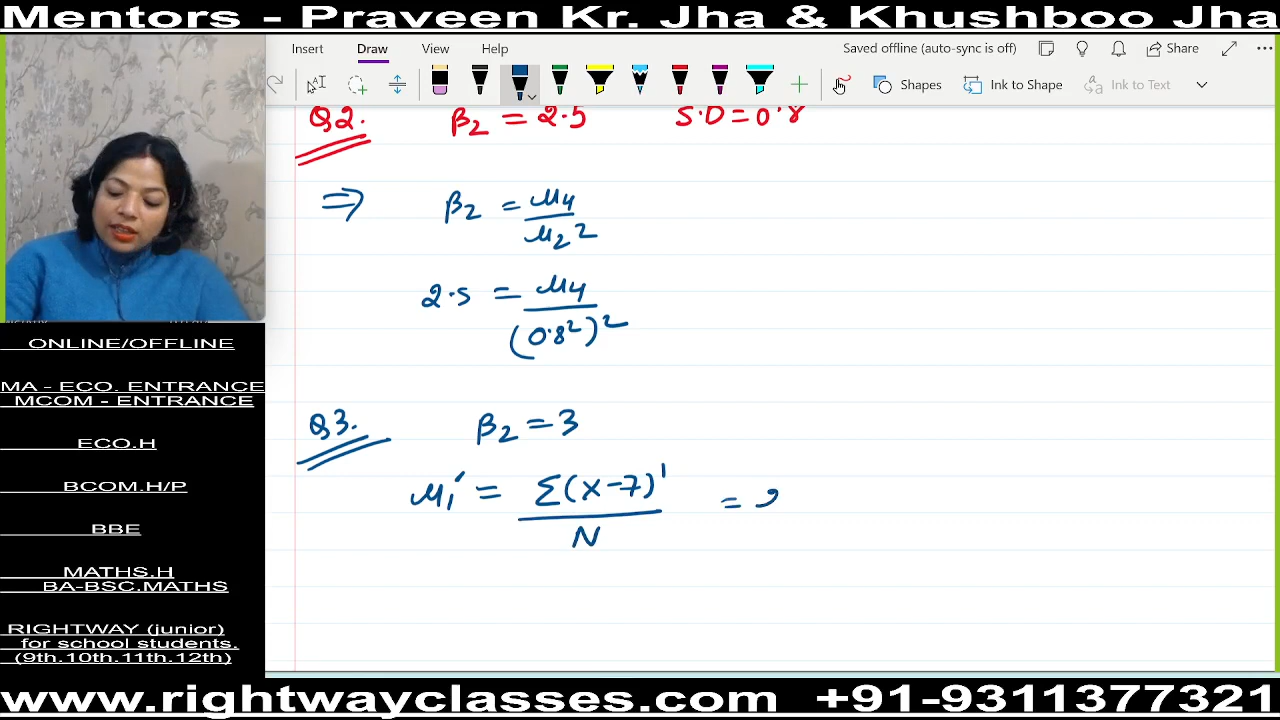 Mentors - Praveen Kr. Jha & Khushboo Jha
Insert Draw View Help Saved offline (auto-sync is off) Share
Shapes Ink to Shape Ink to Text
Q2. β₂ = 2.5 S.D = 0.8
⇒ β₂ = μ₄ / μ₂²
2.5 = μ₄ / (0.8²)²
Q3. β₂ = 3
μ₁′ = Σ(x-7)¹ / N =
ONLINE/OFFLINE
MA - ECO. ENTRANCE
MCOM - ENTRANCE
ECO.H
BCOM.H/P
BBE
MATHS.H
BA-BSC.MATHS
RIGHTWAY (junior)
for school students.
(9th.10th.11th.12th)
www.rightwayclasses.com +91-9311377321